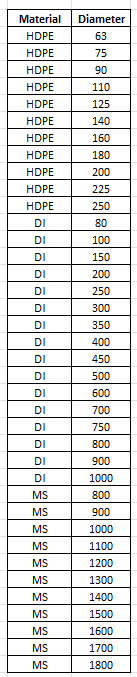 Material Diameter
HDPE 63
HDPE 75
HDPE 90
HDPE 110
HDPE 125
HDPE 140
HDPE 160
HDPE 180
HDPE 200
HDPE 225
HDPE 250
DI 80
DI 100
DI 150
DI 200
DI 250
DI 300
DI 350
DI 400
DI 450
DI 500
DI 600
DI 700
DI 750
DI 800
DI 900
DI 1000
MS 800
MS 900
MS 1000
MS 1100
MS 1200
MS 1300
MS 1400
MS 1500
MS 1600
MS 1700
MS 1800